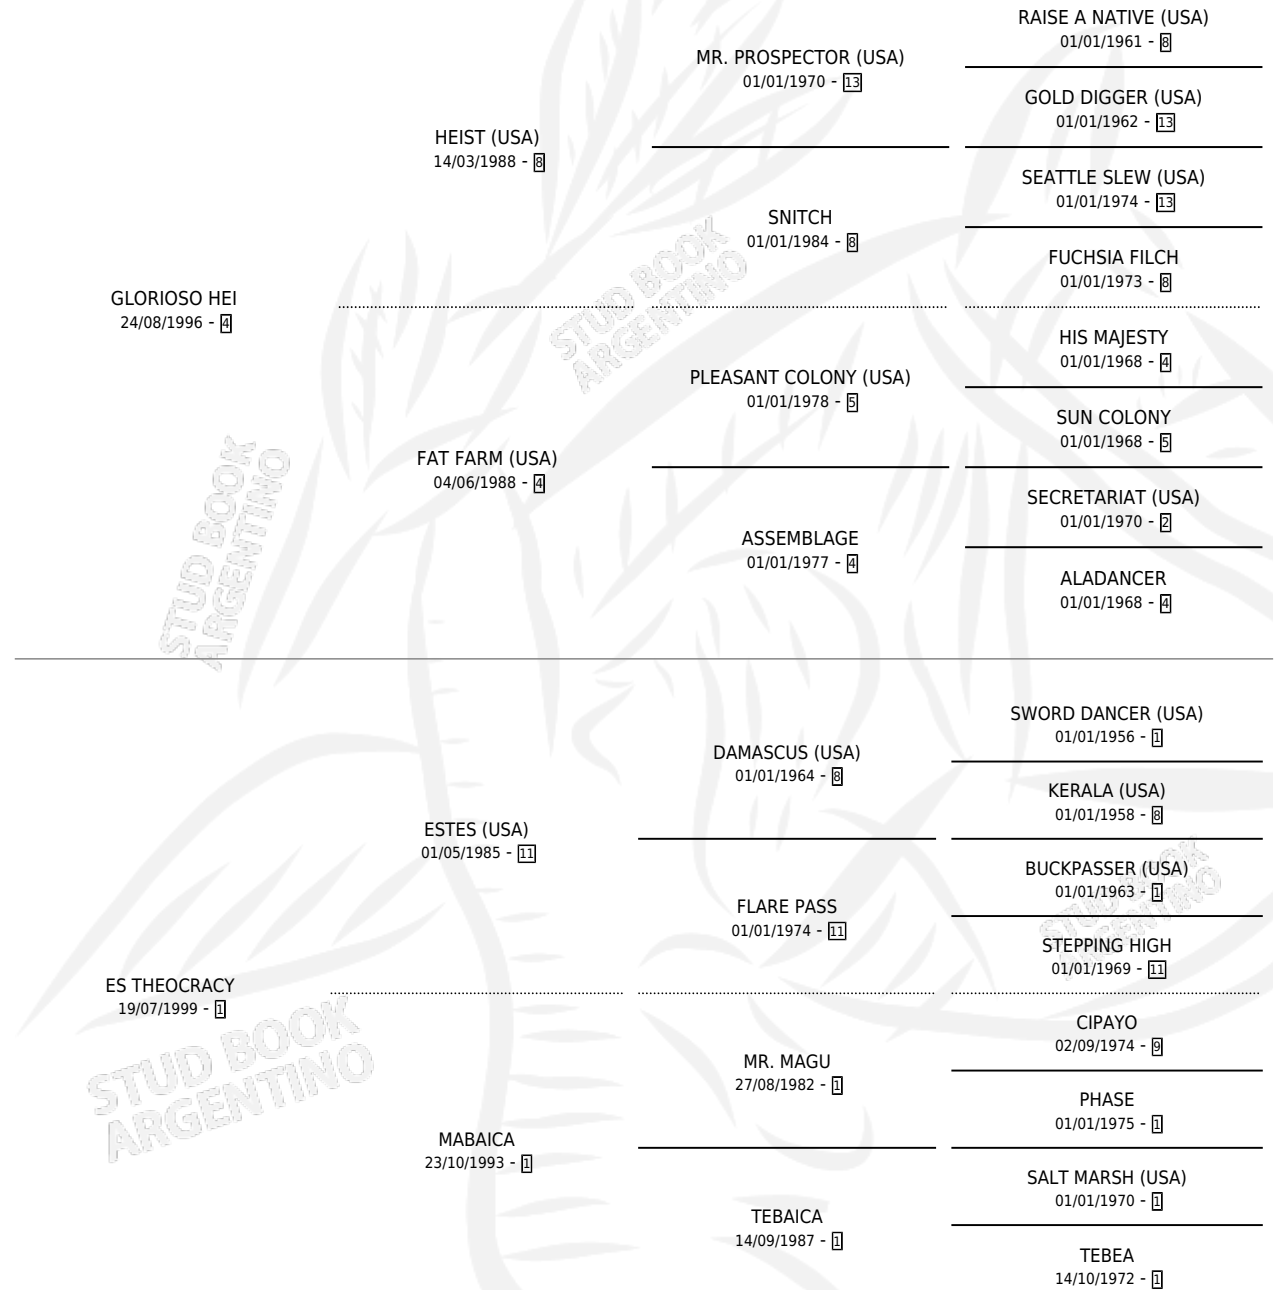 RAISE A NATIVE (USA)
01/01/1961 - 8
MR. PROSPECTOR (USA)
01/01/1970 - 13
GOLD DIGGER (USA)
01/01/1962 - 13
HEIST (USA)
14/03/1988 - 8
SEATTLE SLEW (USA)
01/01/1974 - 13
SNITCH
01/01/1984 - 8
FUCHSIA FILCH
01/01/1973 - 8
GLORIOSO HEI
24/08/1996 - 4
STUD BOOK
ARGENTINO
HIS MAJESTY
01/01/1968 - 4
PLEASANT COLONY (USA)
01/01/1978 - 5
SUN COLONY
01/01/1968 - 5
FAT FARM (USA)
04/06/1988 - 4
SECRETARIAT (USA)
01/01/1970 - 2
ASSEMBLAGE
01/01/1977 - 4
ALADANCER
01/01/1968 - 4
STUD BOOK
ARGENTINO
SWORD DANCER (USA)
01/01/1956 - 1
DAMASCUS (USA)
01/01/1964 - 8
KERALA (USA)
01/01/1958 - 8
ESTES (USA)
01/05/1985 - 11
BUCKPASSER (USA)
01/01/1963 - 1
STUD BOOK
ARGENTINO
FLARE PASS
01/01/1974 - 11
STEPPING HIGH
01/01/1969 - 11
ES THEOCRACY
19/07/1999 - 1
STUD BOOK
ARGENTINO
CIPAYO
02/09/1974 - 9
MR. MAGU
27/08/1982 - 1
PHASE
01/01/1975 - 1
MABAICA
23/10/1993 - 1
SALT MARSH (USA)
01/01/1970 - 1
TEBAICA
14/09/1987 - 1
TEBEA
14/10/1972 - 1